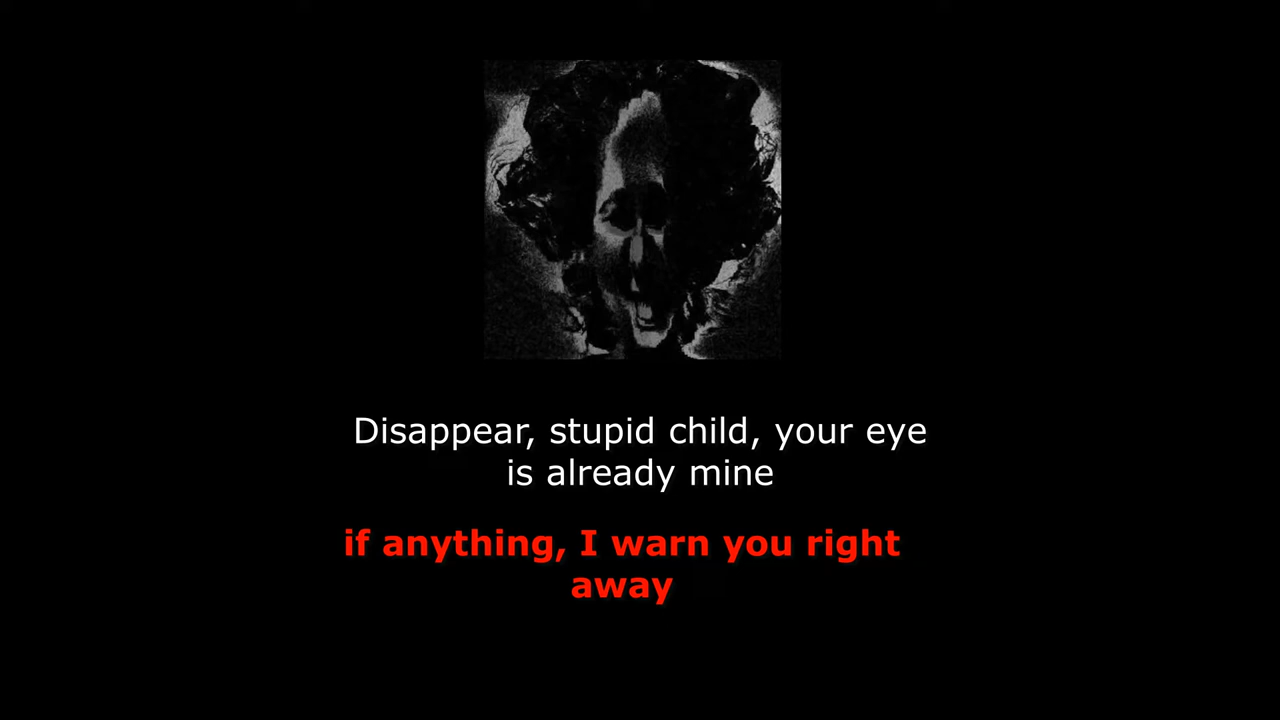 Disappear, stupid child, your eye
is already mine
if anything, I warn you right
away